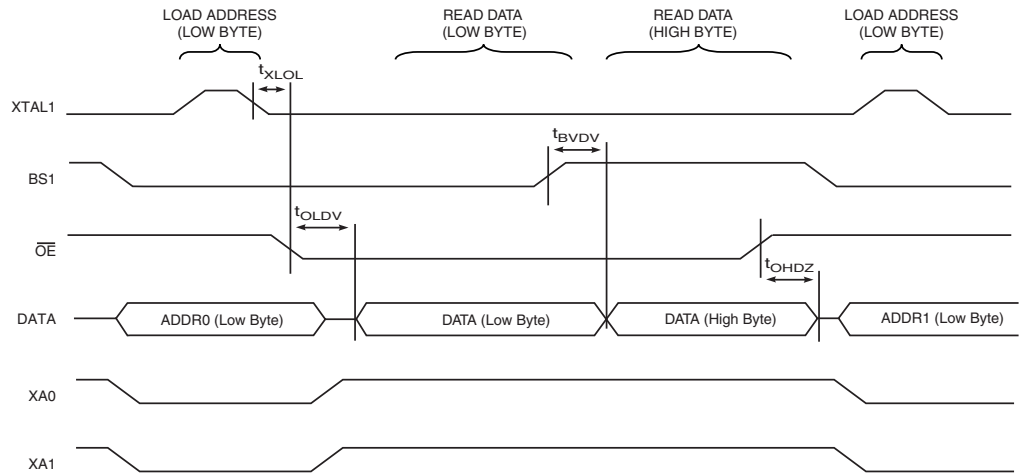 LOAD ADDRESS
(LOW BYTE)
READ DATA
(LOW BYTE)
READ DATA
(HIGH BYTE)
LOAD ADDRESS
(LOW BYTE)
tXLOL
XTAL1
tBVDV
BS1
tOLDV
OE
tOHDZ
DATA
ADDR0 (Low Byte)
DATA (Low Byte)
DATA (High Byte)
ADDR1 (Low Byte)
XA0
XA1